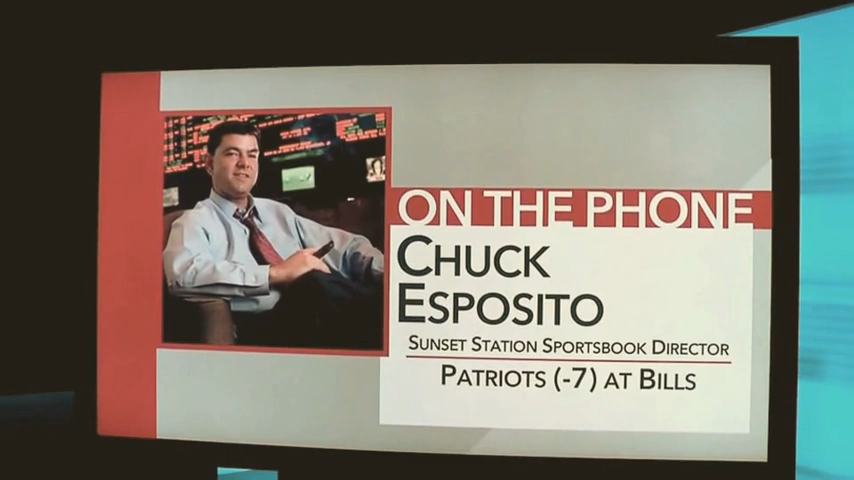 ON THE PHONE
CHUCK
ESPOSITO
SUNSET STATION SPORTSBOOK DIRECTOR
PATRIOTS (-7) AT BILLS